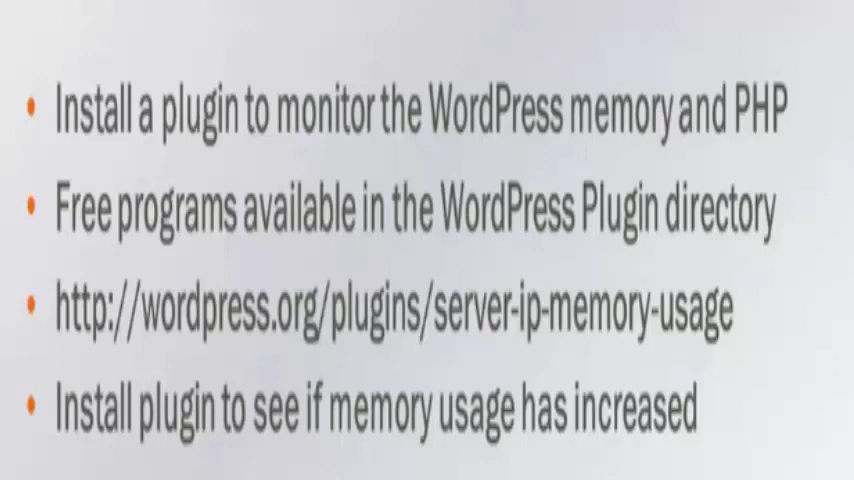 • Install a plugin to monitor the WordPress memory and PHP
• Free programs available in the WordPress Plugin directory
• http://wordpress.org/plugins/server-ip-memory-usage
• Install plugin to see if memory usage has increased